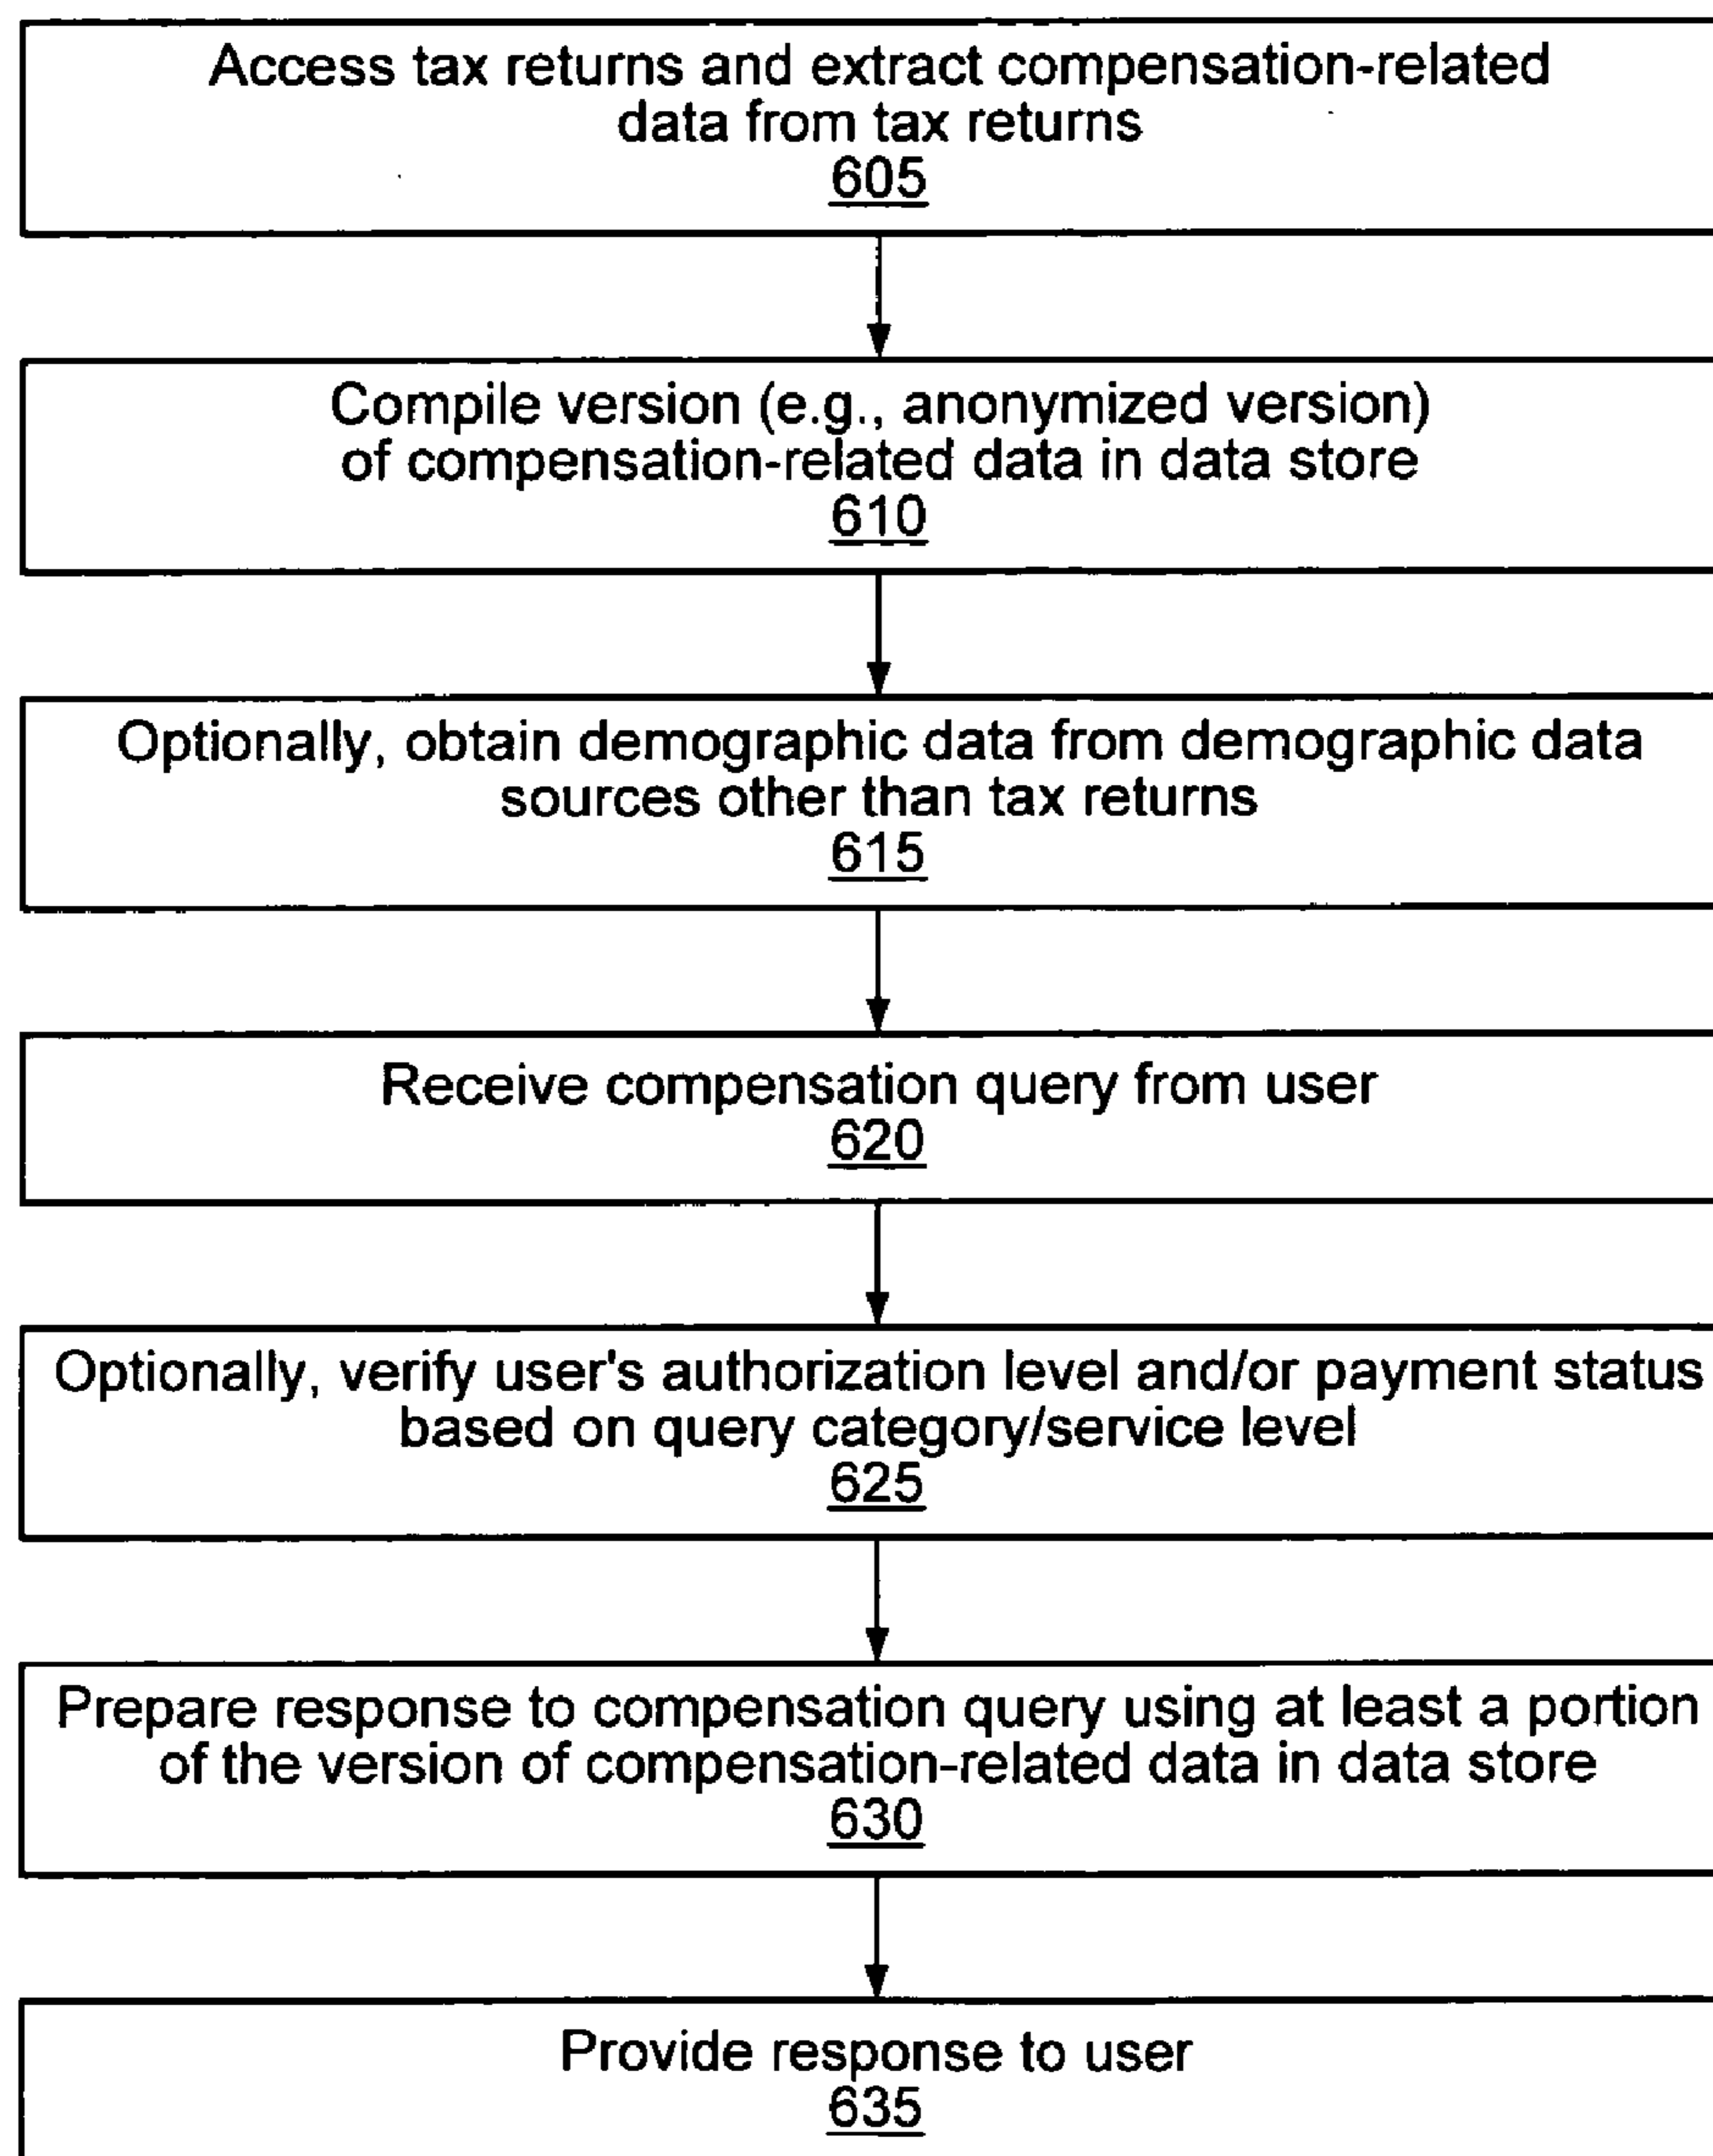 Access tax returns and extract compensation-related
data from tax returns
605
Compile version (e.g., anonymized version)
of compensation-related data in data store
610
Optionally, obtain demographic data from demographic data
sources other than tax returns
615
Receive compensation query from user
620
Optionally, verify user's authorization level and/or payment status
based on query category/service level
625
Prepare response to compensation query using at least a portion
of the version of compensation-related data in data store
630
Provide response to user
635